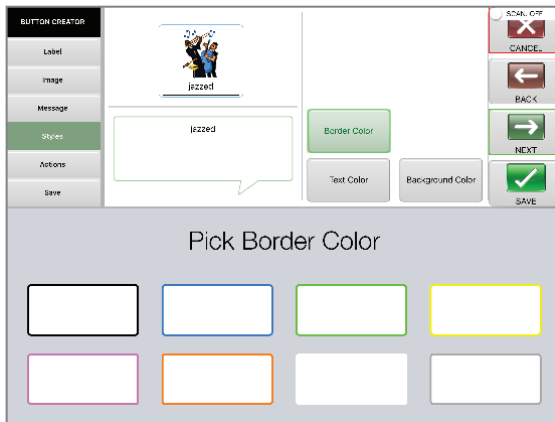 BUTTON CREATOR
Label
Image
Message
Styles
Actions
Save
jazzed
jazzed
Border Color
Text Color
Background Color
SCAN: OFF
CANCEL
BACK
NEXT
SAVE
Pick Border Color